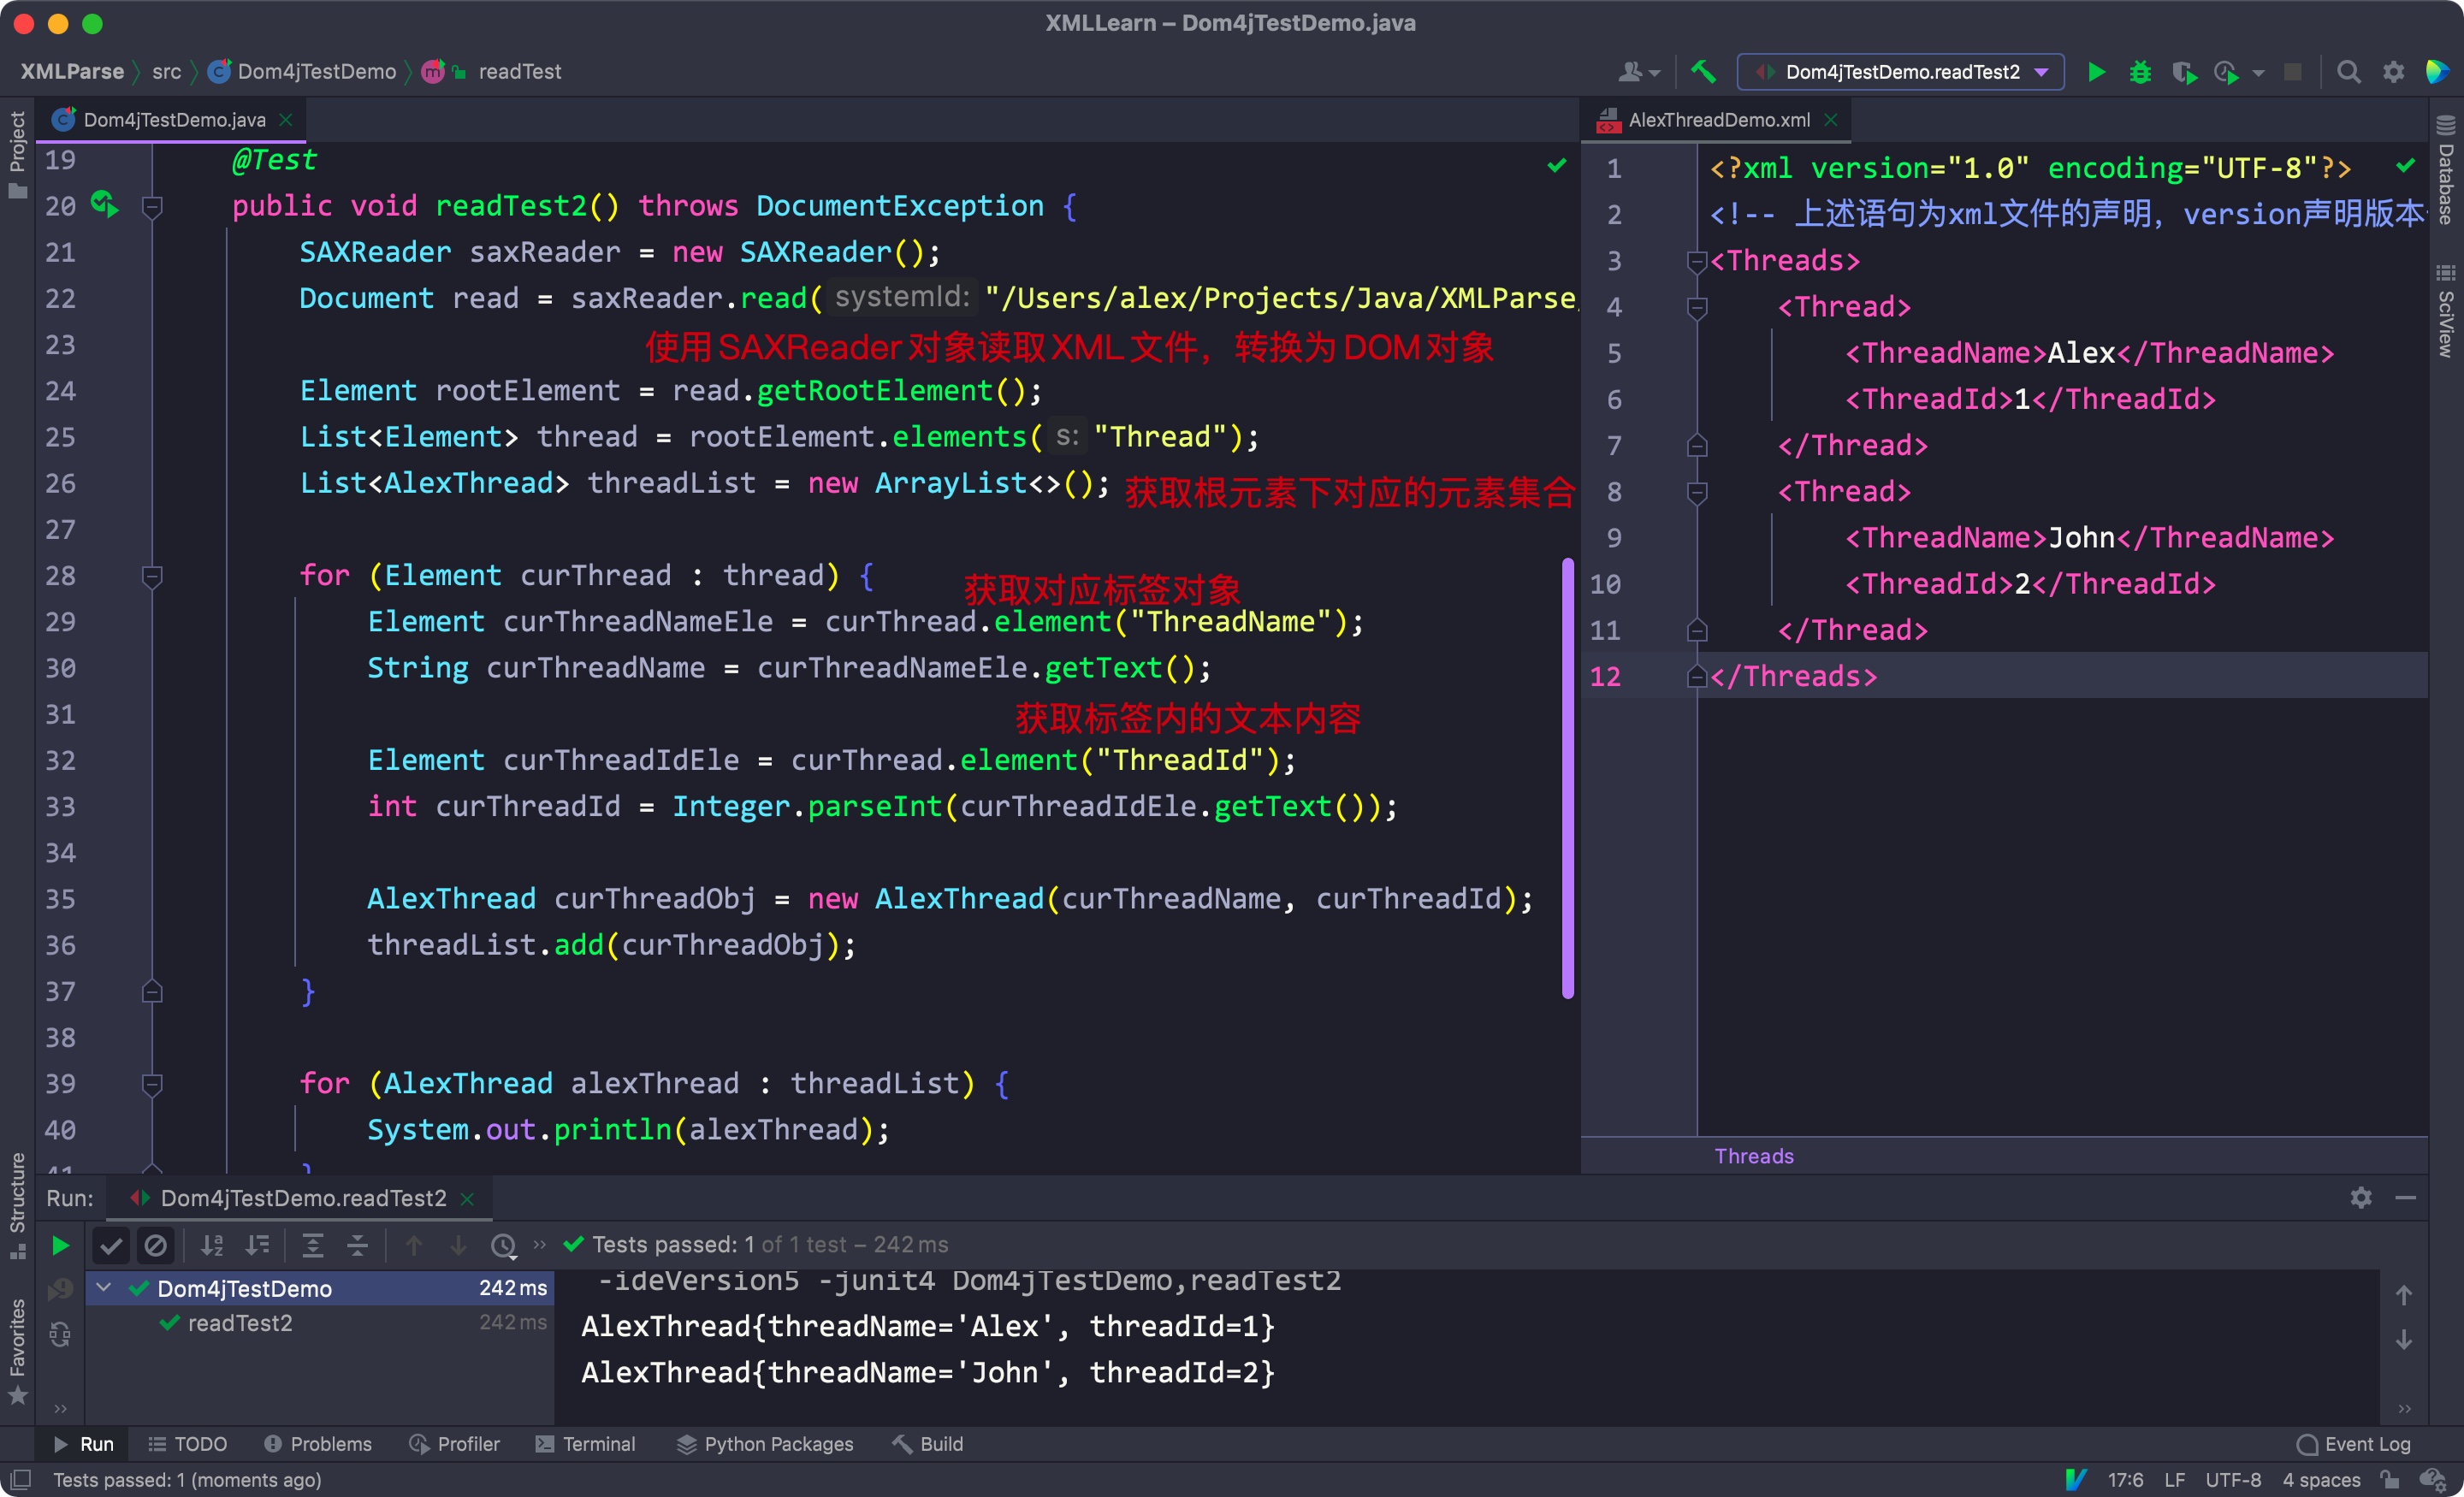 XMLLearn – Dom4jTestDemo.java
XMLParse src Dom4jTestDemo readTest
Dom4jTestDemo.readTest2
Project
Structure
Favorites
Dom4jTestDemo.java
19 @Test
20 public void readTest2() throws DocumentException {
21 SAXReader saxReader = new SAXReader();
22 Document read = saxReader.read( systemId: "/Users/alex/Projects/Java/XMLParse
23 使用SAXReader对象读取XML文件，转换为DOM对象
24 Element rootElement = read.getRootElement();
25 List<Element> thread = rootElement.elements( s: "Thread");
26 List<AlexThread> threadList = new ArrayList<>(); 获取根元素下对应的元素集合
27
28 for (Element curThread : thread) { 获取对应标签对象
29 Element curThreadNameEle = curThread.element("ThreadName");
30 String curThreadName = curThreadNameEle.getText();
31 获取标签内的文本内容
32 Element curThreadIdEle = curThread.element("ThreadId");
33 int curThreadId = Integer.parseInt(curThreadIdEle.getText());
34
35 AlexThread curThreadObj = new AlexThread(curThreadName, curThreadId);
36 threadList.add(curThreadObj);
37 }
38
39 for (AlexThread alexThread : threadList) {
40 System.out.println(alexThread);
41 }
AlexThreadDemo.xml
1 <?xml version="1.0" encoding="UTF-8"?>
2 <!-- 上述语句为xml文件的声明，version声明版本
3 <Threads>
4 <Thread>
5 <ThreadName>Alex</ThreadName>
6 <ThreadId>1</ThreadId>
7 </Thread>
8 <Thread>
9 <ThreadName>John</ThreadName>
10 <ThreadId>2</ThreadId>
11 </Thread>
12 </Threads>
Threads
Database
SciView
Run: Dom4jTestDemo.readTest2
Tests passed: 1 of 1 test – 242 ms
Dom4jTestDemo 242 ms
readTest2 242 ms
-ideVersion5 -junit4 Dom4jTestDemo,readTest2
AlexThread{threadName='Alex', threadId=1}
AlexThread{threadName='John', threadId=2}
Run TODO Problems Profiler Terminal Python Packages Build Event Log
Tests passed: 1 (moments ago) 17:6 LF UTF-8 4 spaces